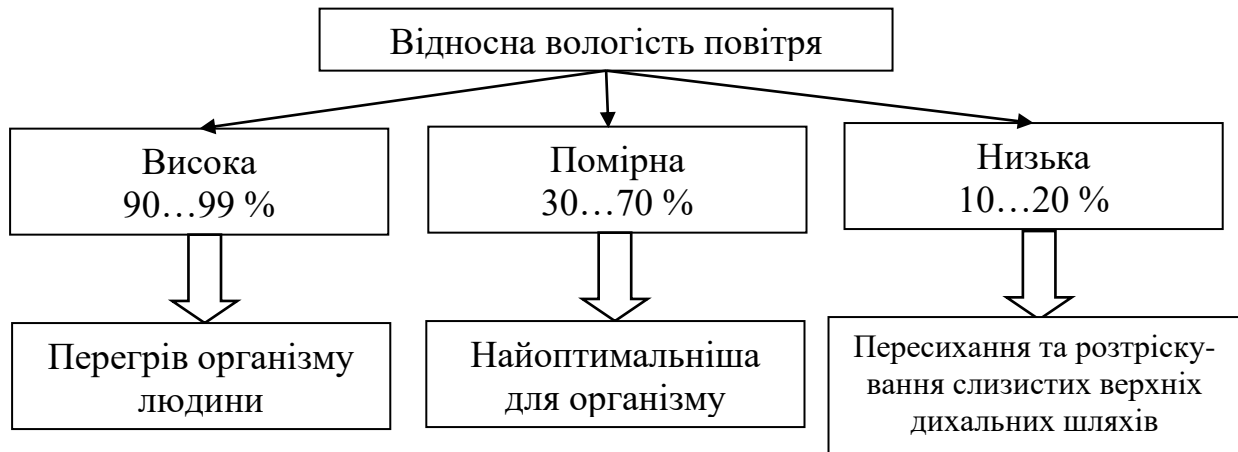 Відносна вологість повітря
Висока
90…99 %
Помірна
30…70 %
Низька
10…20 %
Перегрів організму
людини
Найоптимальніша
для організму
Пересихання та розтріску-
вання слизистих верхніх
дихальних шляхів